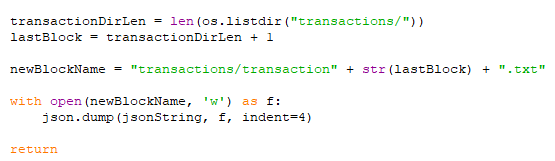 transactionDirLen = len(os.listdir("transactions/"))
lastBlock = transactionDirLen + 1
newBlockName = "transactions/transaction" + str(lastBlock) + ".txt"
with open(newBlockName, 'w') as f:
    json.dump(jsonString, f, indent=4)
return